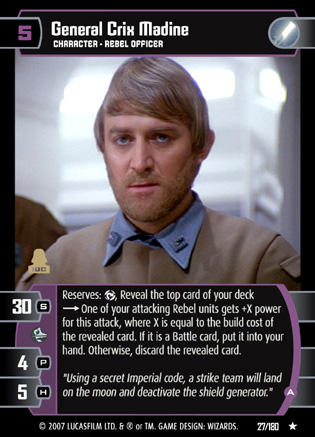 5
General Crix Madine
CHARACTER • REBEL OFFICER
30 S
4 P
5 H
Reserves: , Reveal the top card of your deck
→ One of your attacking Rebel units gets +X power
for this attack, where X is equal to the build cost
of the revealed card. If it is a Battle card, put it into your
hand. Otherwise, discard the revealed card.
"Using a secret Imperial code, a strike team will land
on the moon and deactivate the shield generator."
A
© 2007 LUCASFILM LTD. & ® or TM. GAME DESIGN: WIZARDS.
27/180